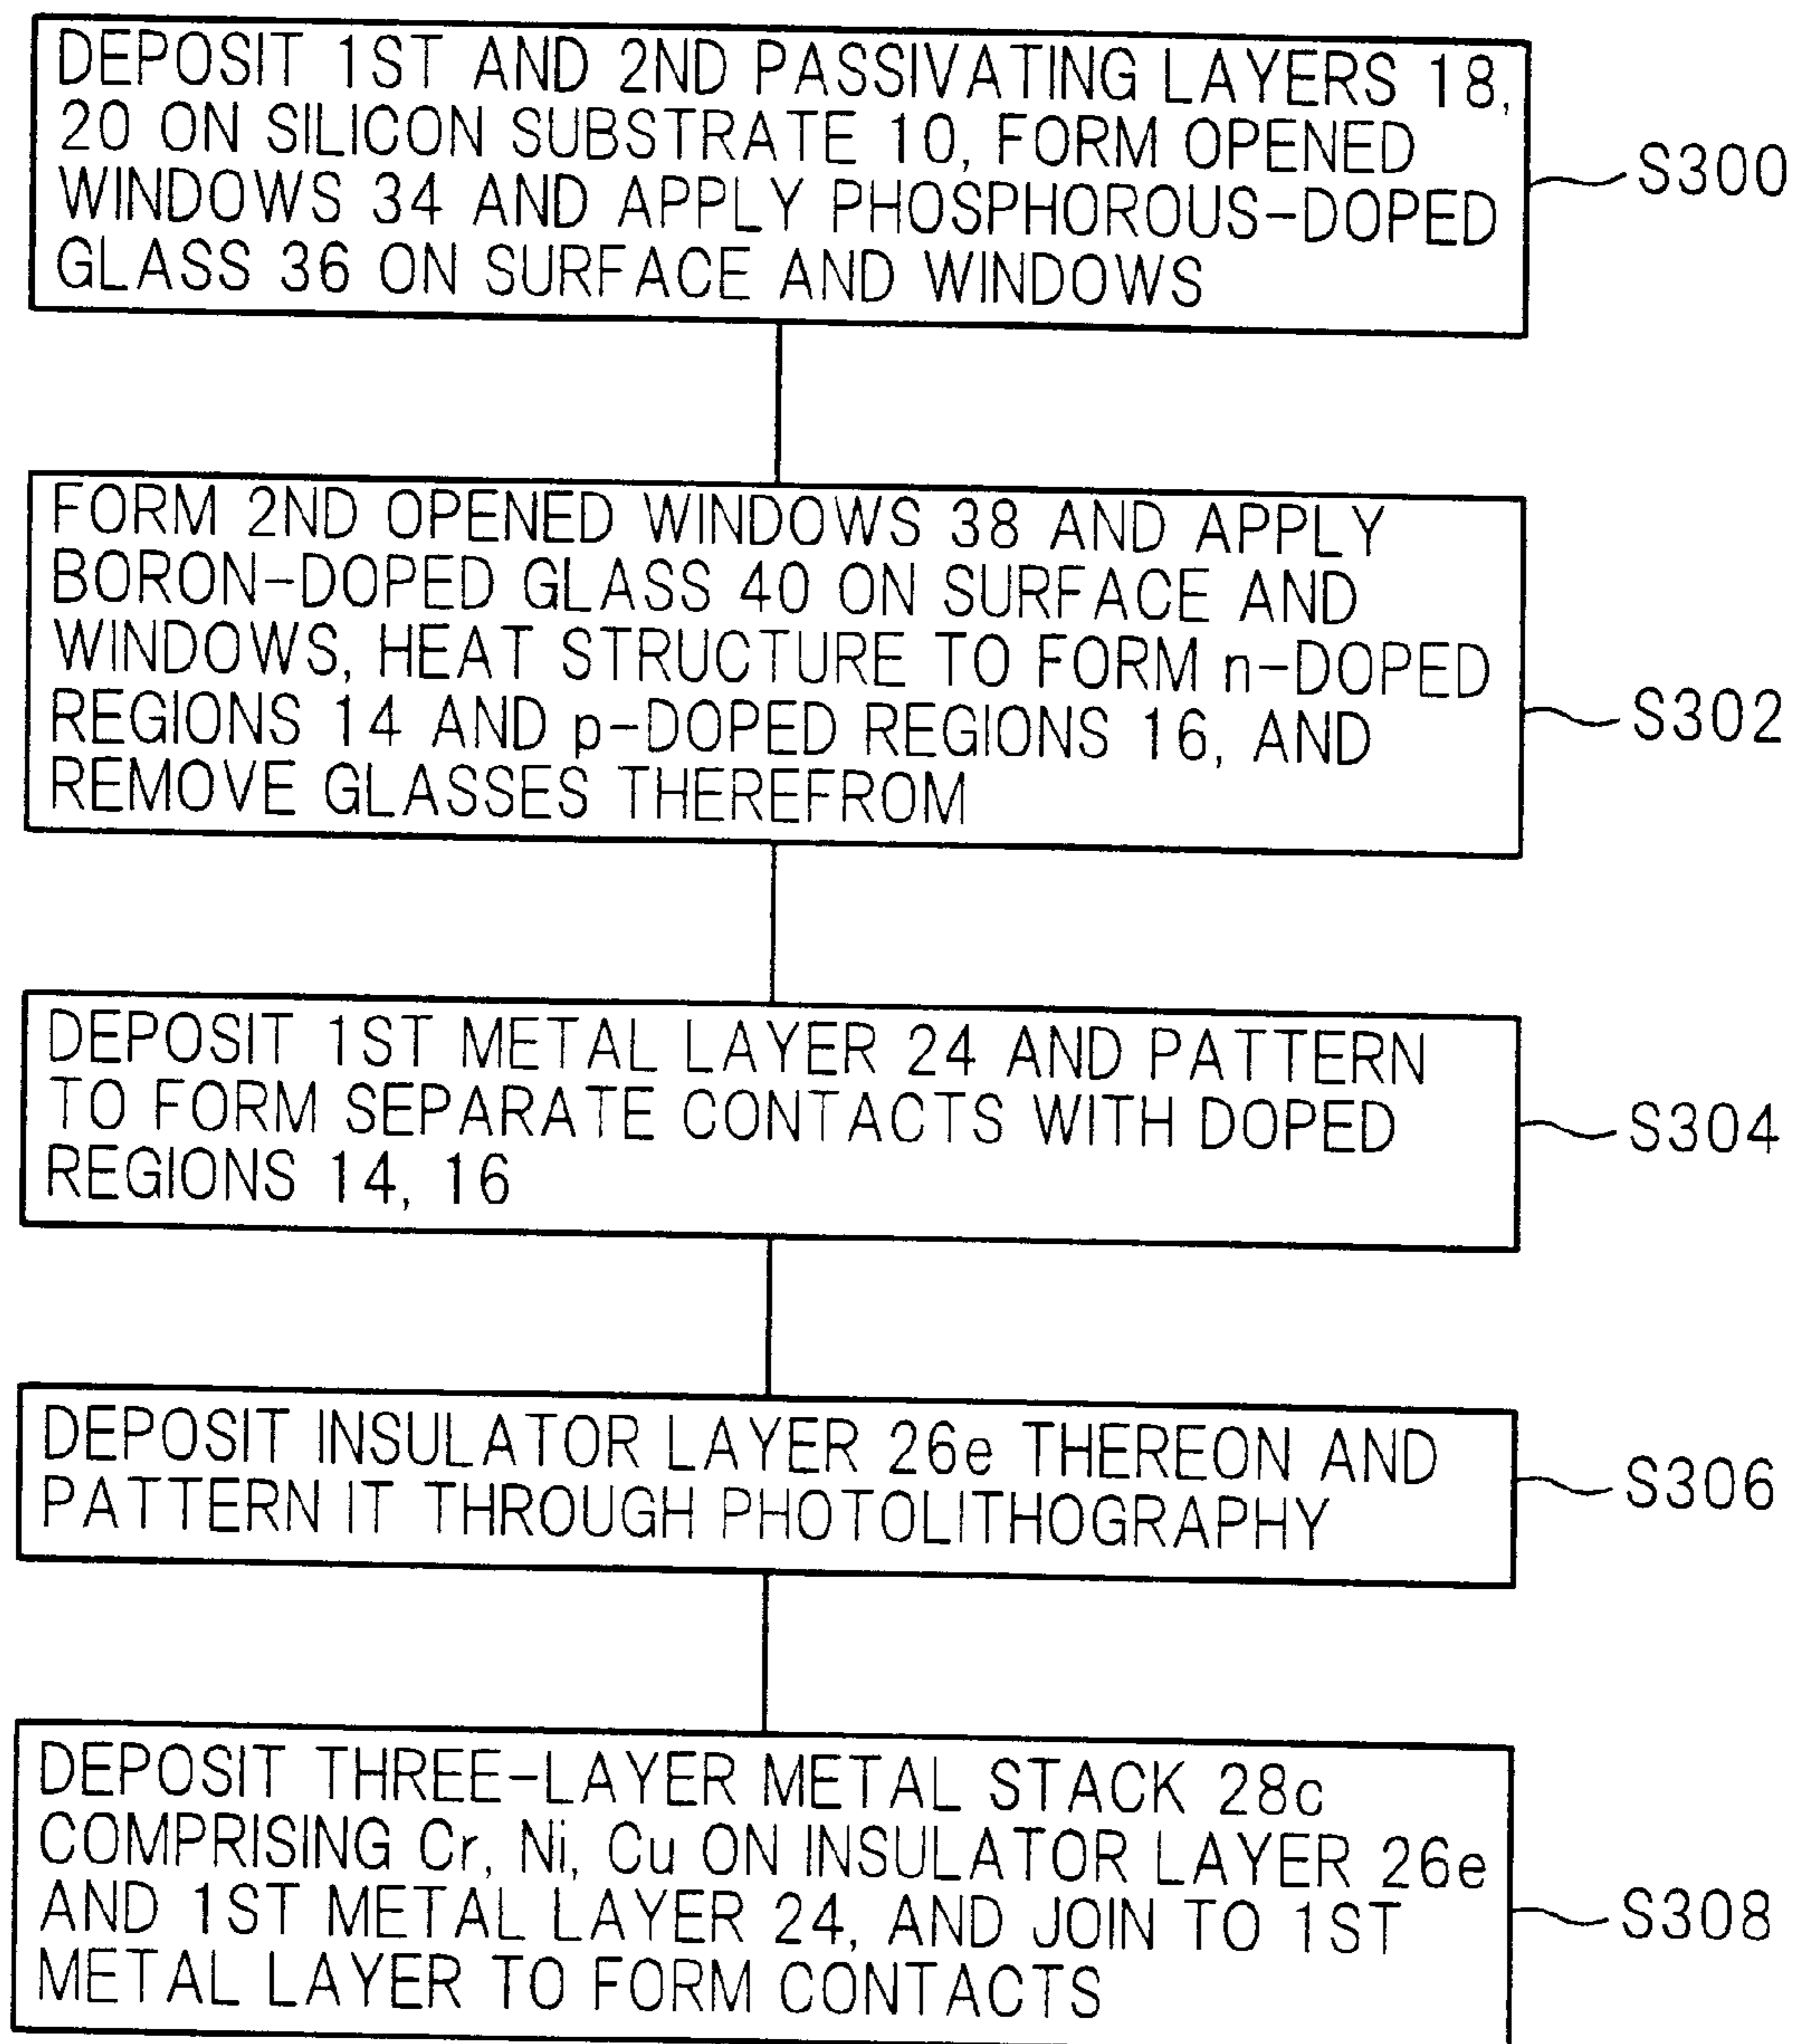 DEPOSIT 1ST AND 2ND PASSIVATING LAYERS 18,
20 ON SILICON SUBSTRATE 10, FORM OPENED
WINDOWS 34 AND APPLY PHOSPHOROUS-DOPED
GLASS 36 ON SURFACE AND WINDOWS
S300
FORM 2ND OPENED WINDOWS 38 AND APPLY
BORON-DOPED GLASS 40 ON SURFACE AND
WINDOWS, HEAT STRUCTURE TO FORM n-DOPED
REGIONS 14 AND p-DOPED REGIONS 16, AND
REMOVE GLASSES THEREFROM
S302
DEPOSIT 1ST METAL LAYER 24 AND PATTERN
TO FORM SEPARATE CONTACTS WITH DOPED
REGIONS 14, 16
S304
DEPOSIT INSULATOR LAYER 26e THEREON AND
PATTERN IT THROUGH PHOTOLITHOGRAPHY
S306
DEPOSIT THREE-LAYER METAL STACK 28c
COMPRISING Cr, Ni, Cu ON INSULATOR LAYER 26e
AND 1ST METAL LAYER 24, AND JOIN TO 1ST
METAL LAYER TO FORM CONTACTS
S308